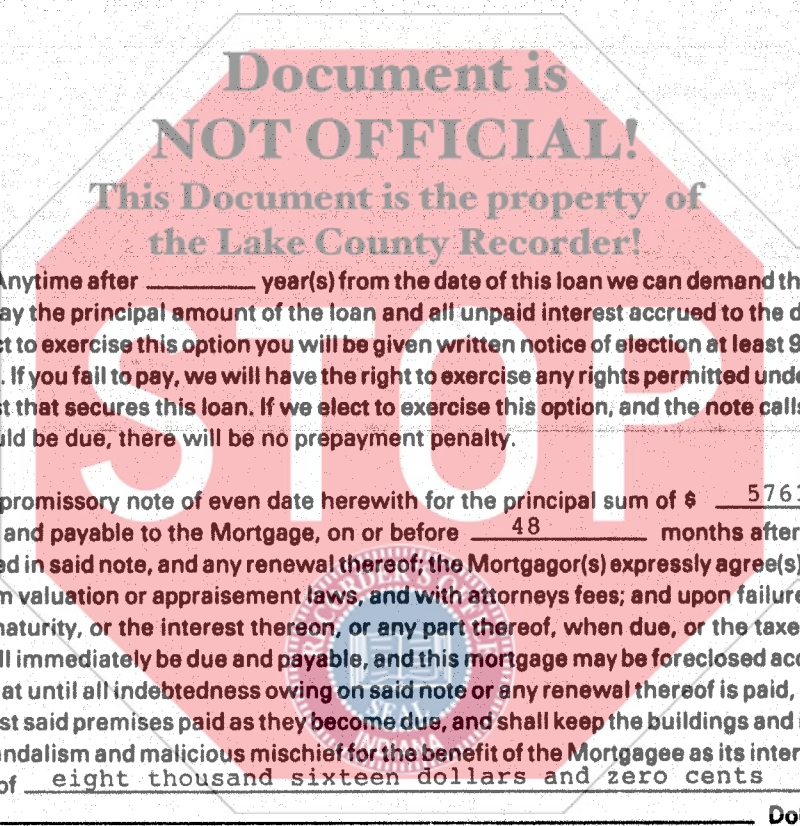 Document is
NOT OFFICIAL!
This Document is the property of
the Lake County Recorder!
Anytime after ________ year(s) from the date of this loan we can demand th
ay the principal amount of the loan and all unpaid interest accrued to the d
ct to exercise this option you will be given written notice of election at least 9
. If you fail to pay, we will have the right to exercise any rights permitted unde
st that secures this loan. If we elect to exercise this option, and the note calls
uld be due, there will be no prepayment penalty.
STOP
promissory note of even date herewith for the principal sum of $ 5761
and payable to the Mortgage, on or before 48 months after
ed in said note, and any renewal thereof; the Mortgagor(s) expressly agree(s)
m valuation or appraisement laws, and with attorneys fees; and upon failure
maturity, or the interest thereon, or any part thereof, when due, or the taxe
ll immediately be due and payable, and this mortgage may be foreclosed acc
at until all indebtedness owing on said note or any renewal thereof is paid,
st said premises paid as they become due, and shall keep the buildings and i
andalism and malicious mischief for the benefit of the Mortgagee as its inter
of eight thousand sixteen dollars and zero cents
Dol
RECORDER'S OFFICE
SEAL
INDIANA